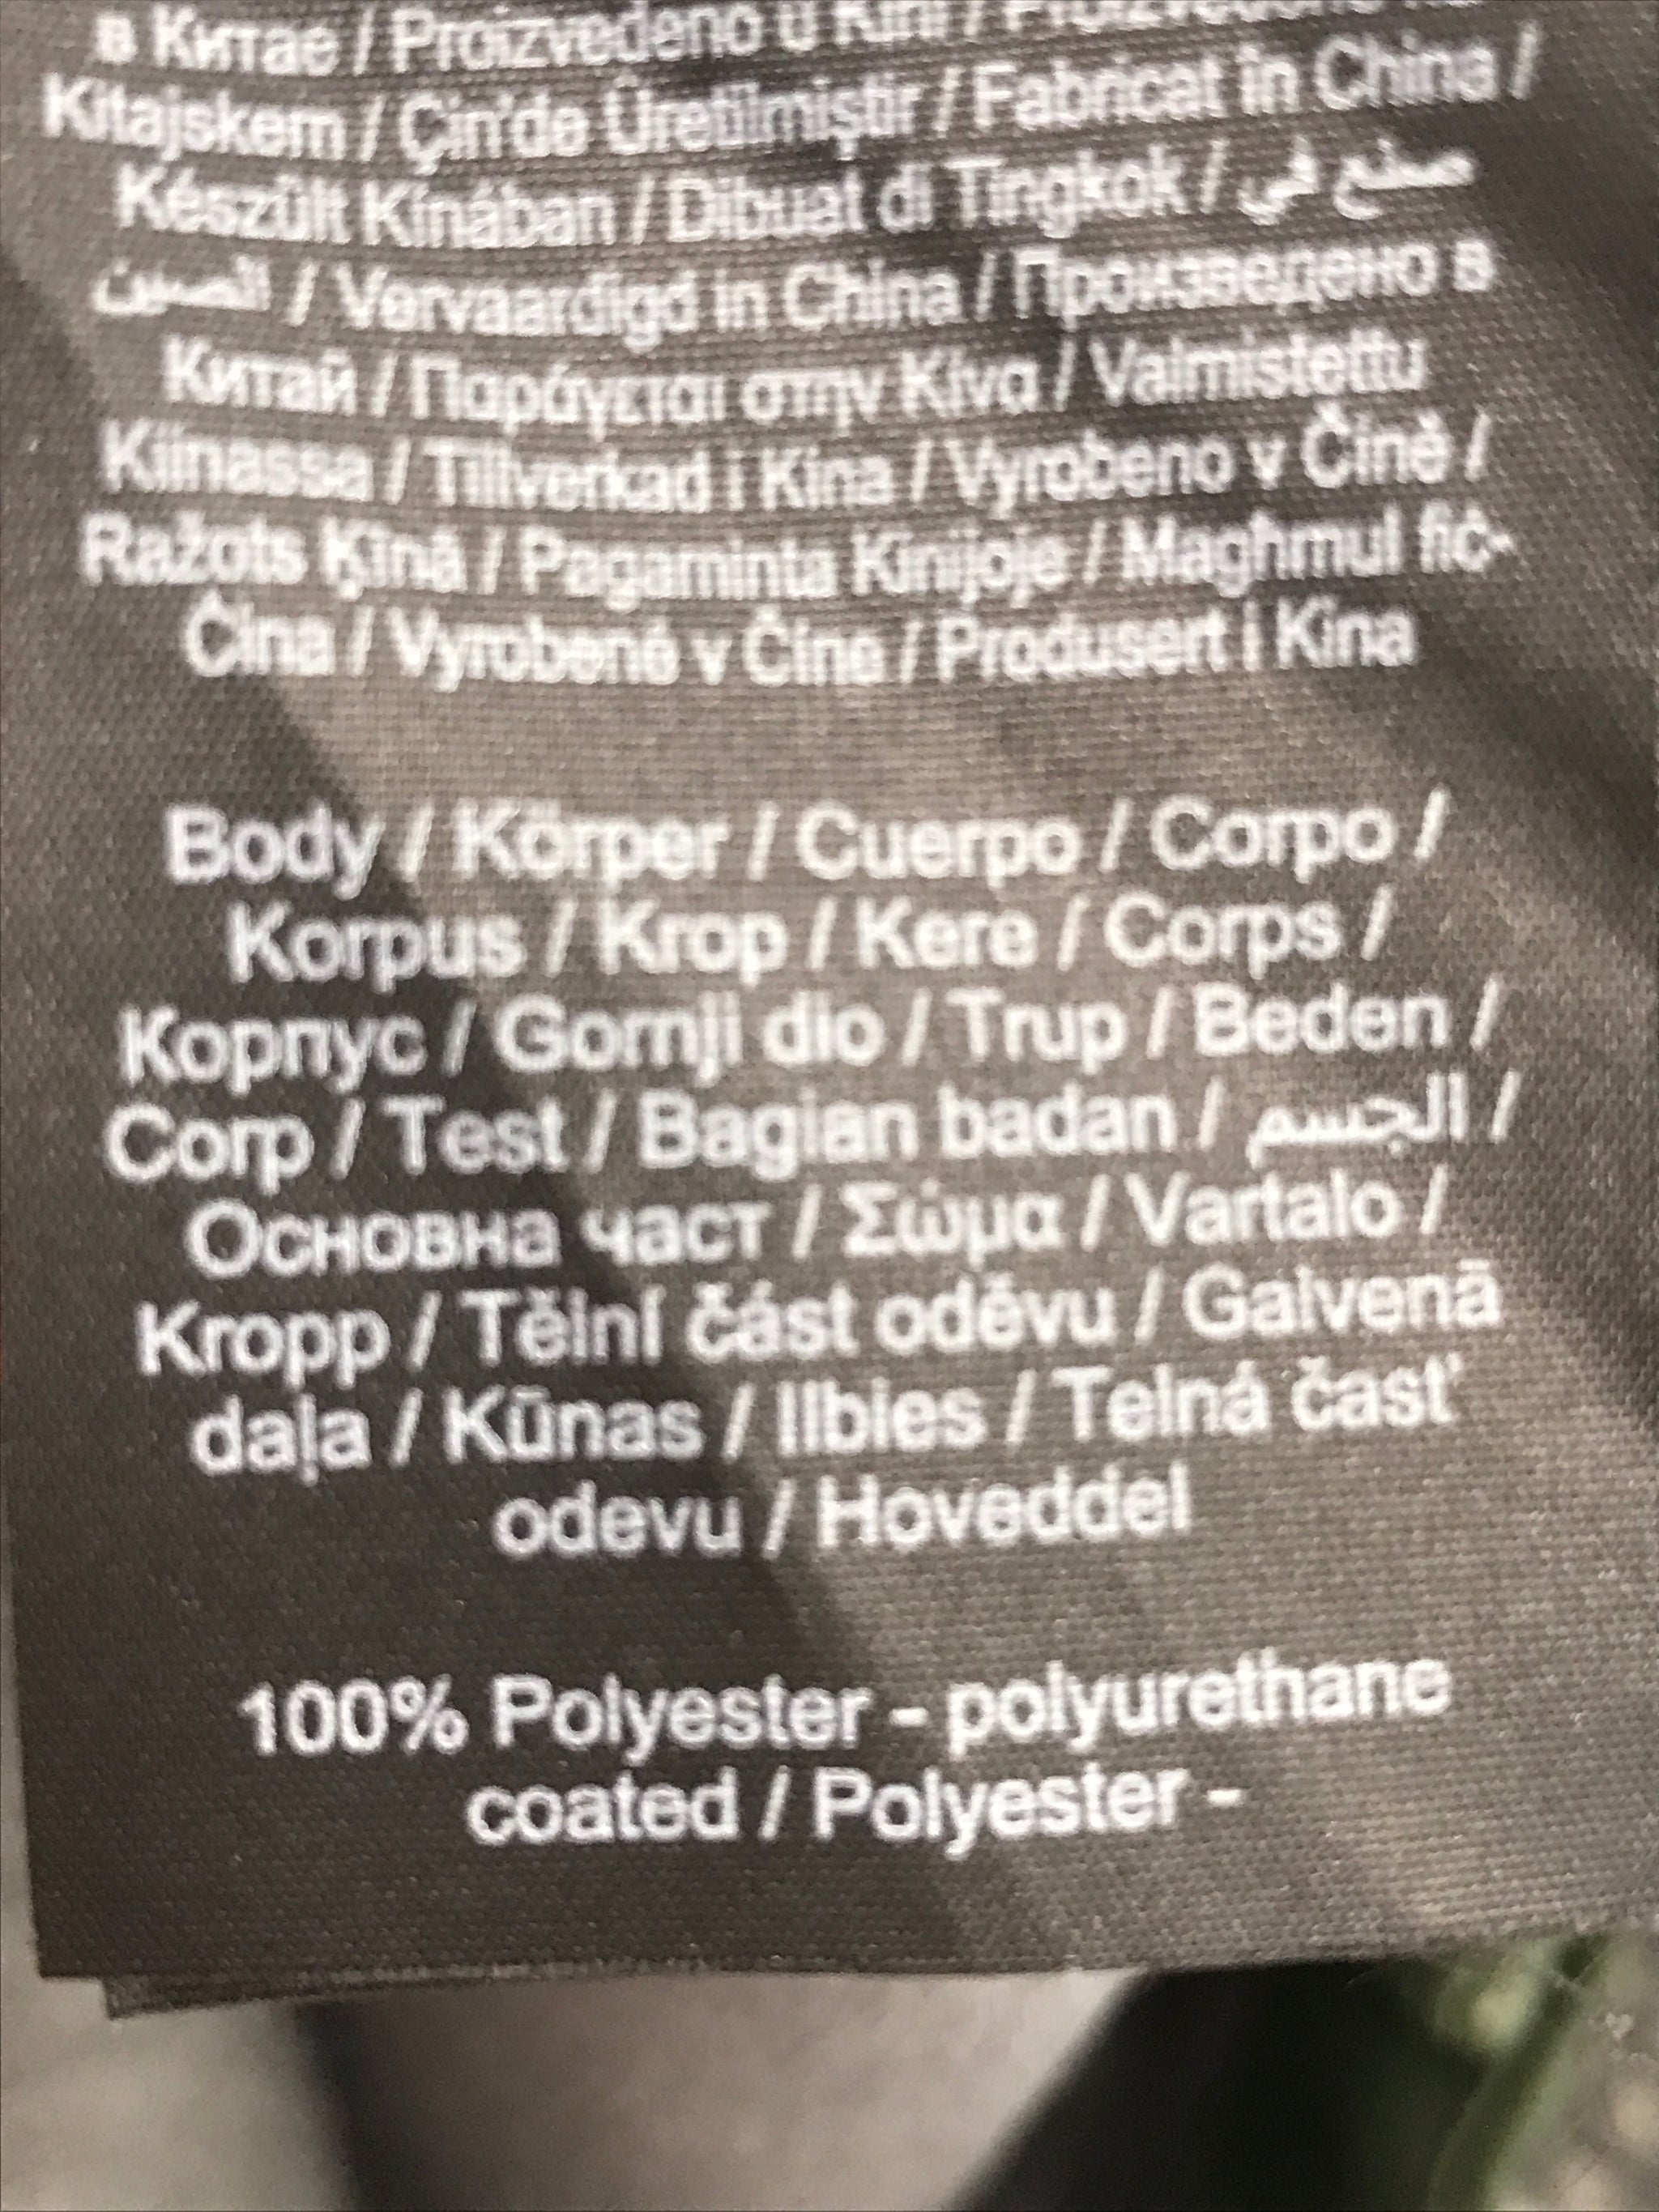 в Китае / Proizvedeno u Kini /
Kitajskem / Çin'de Üretilmiştir / Fabricat în China /
Készült Kínában / Dibuat di Tingkok / صنع في
الصين / Vervaardigd in China / Произведено в
Китай / Παράγεται στην Κίνα / Valmistettu
Kiinassa / Tillverkad i Kina / Vyrobeno v Číně /
Ražots Ķīnā / Pagaminta Kinijoje / Maghmul fiċ-
Ċina / Vyrobené v Číne / Produsert i Kina
Body / Körper / Cuerpo / Corpo /
Korpus / Krop / Kere / Corps /
Корпус / Gornji dio / Trup / Beden /
Corp / Test / Bagian badan / الجسم /
Основна част / Σώμα / Vartalo /
Kropp / Tělní část oděvu / Galvenā
daļa / Kūnas / Ilbies / Telná časť
odevu / Hoveddel
100% Polyester - polyurethane
coated / Polyester -